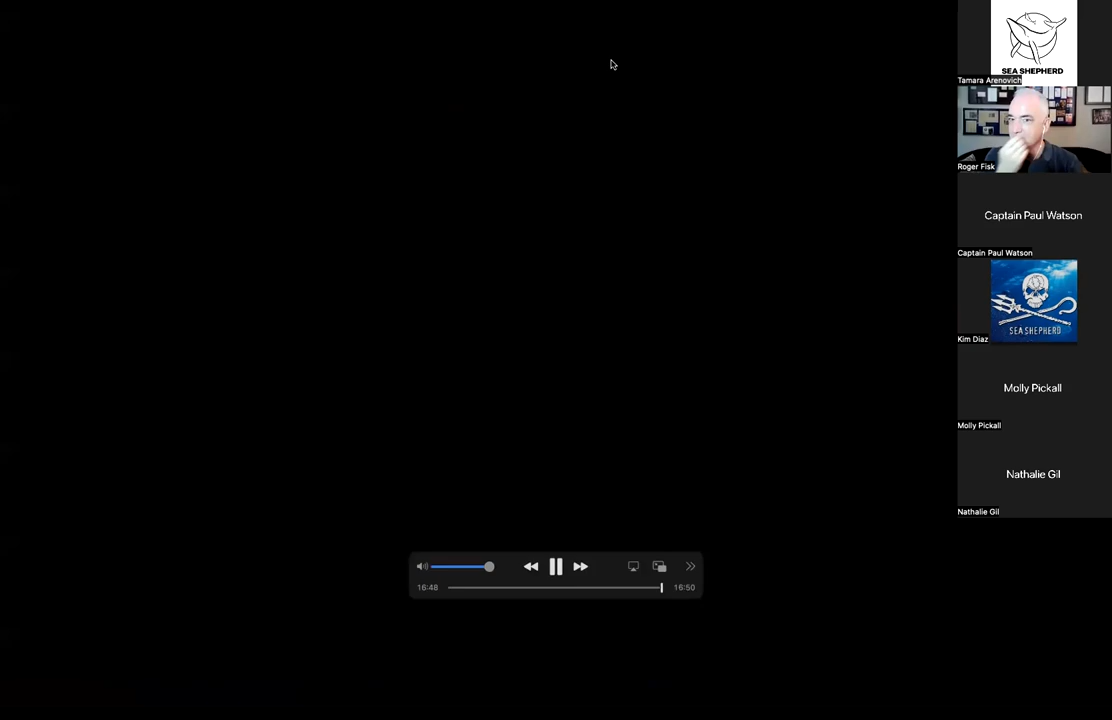 SEA SHEPHERD
Tamara Arenovich
Roger Fisk
Captain Paul Watson
Captain Paul Watson
SEA SHEPHERD
Kim Diaz
Molly Pickall
Molly Pickall
Nathalie Gil
Nathalie Gil
16:48 16:50